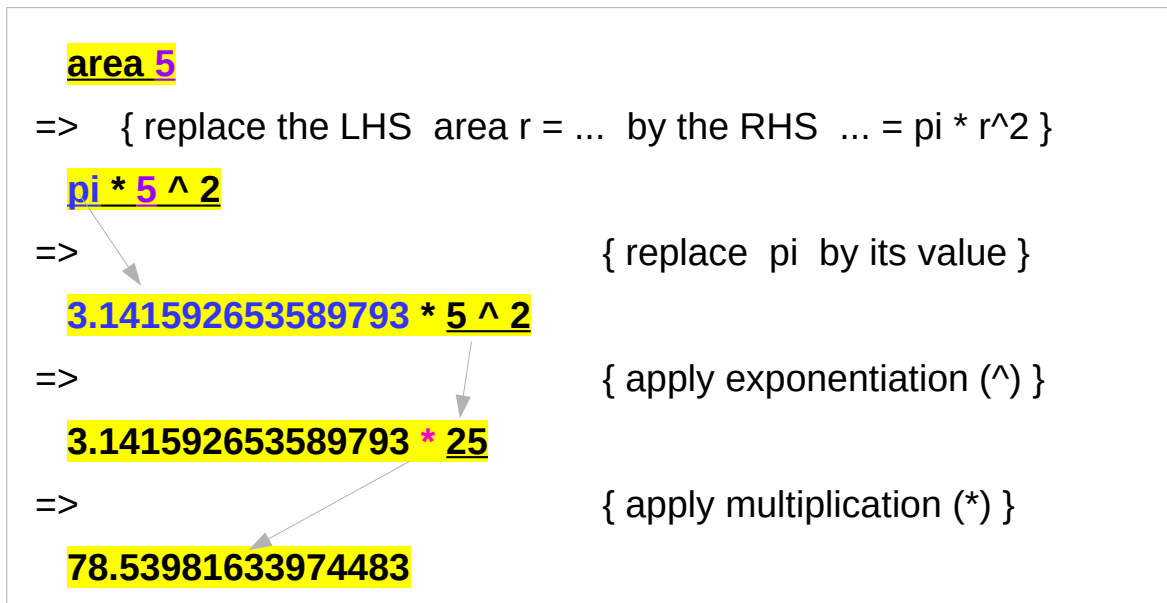 area 5
=> { replace the LHS area r = ... by the RHS ... = pi * r^2 }
pi * 5 ^ 2
=> { replace pi by its value }
3.141592653589793 * 5 ^ 2
=> { apply exponentiation (^) }
3.141592653589793 * 25
=> { apply multiplication (*) }
78.53981633974483